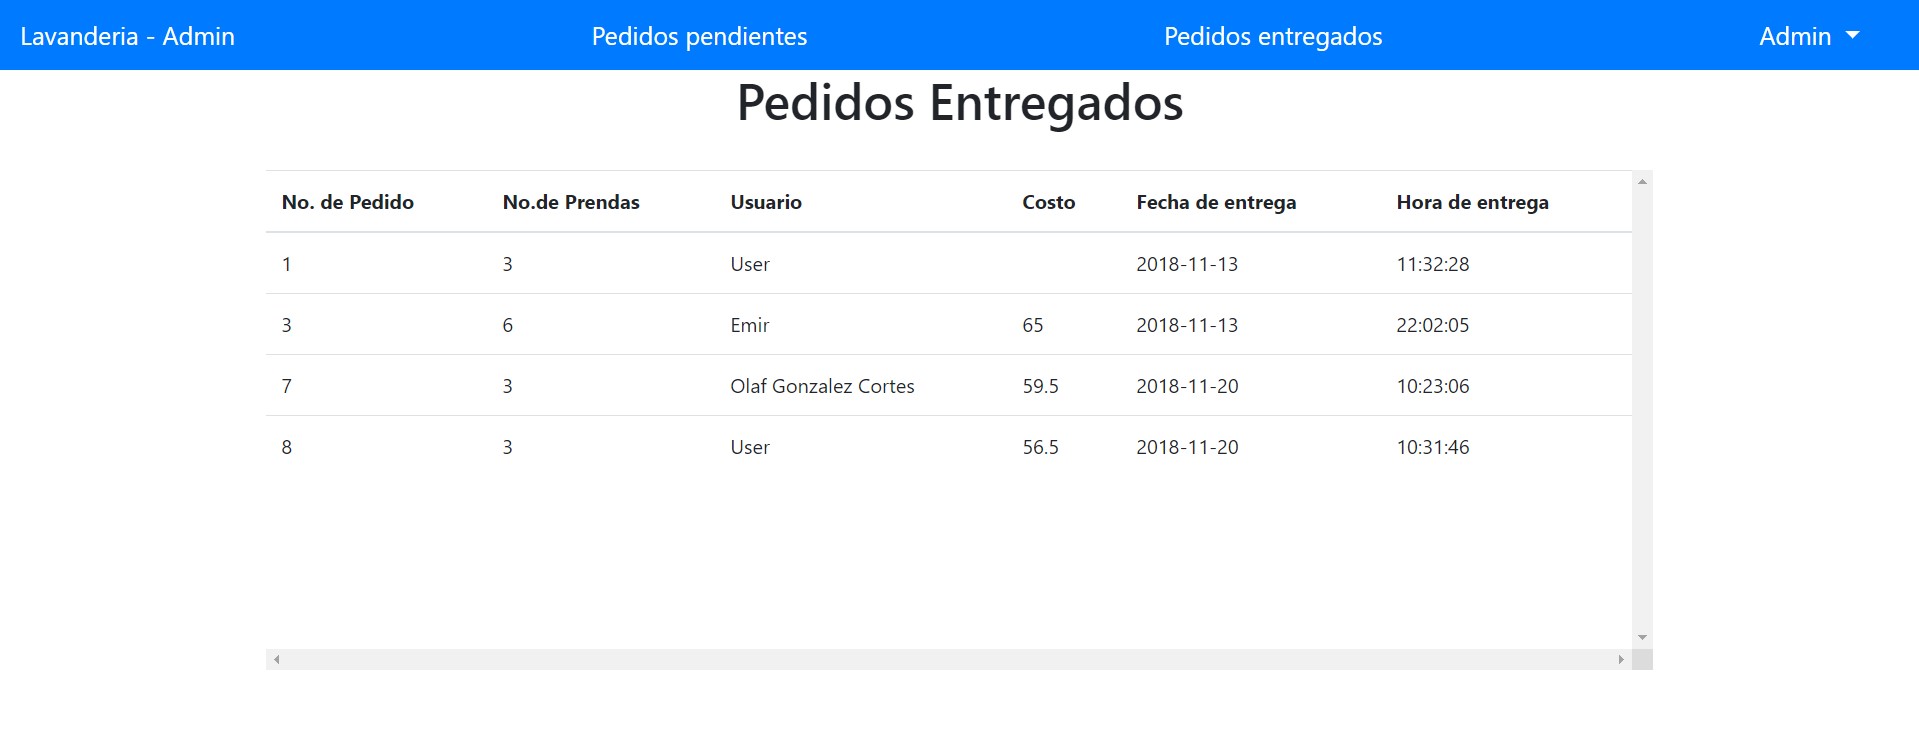 Lavanderia - Admin Pedidos pendientes Pedidos entregados Admin
Pedidos Entregados
No. de Pedido No.de Prendas Usuario Costo Fecha de entrega Hora de entrega
1 3 User 2018-11-13 11:32:28
3 6 Emir 65 2018-11-13 22:02:05
7 3 Olaf Gonzalez Cortes 59.5 2018-11-20 10:23:06
8 3 User 56.5 2018-11-20 10:31:46